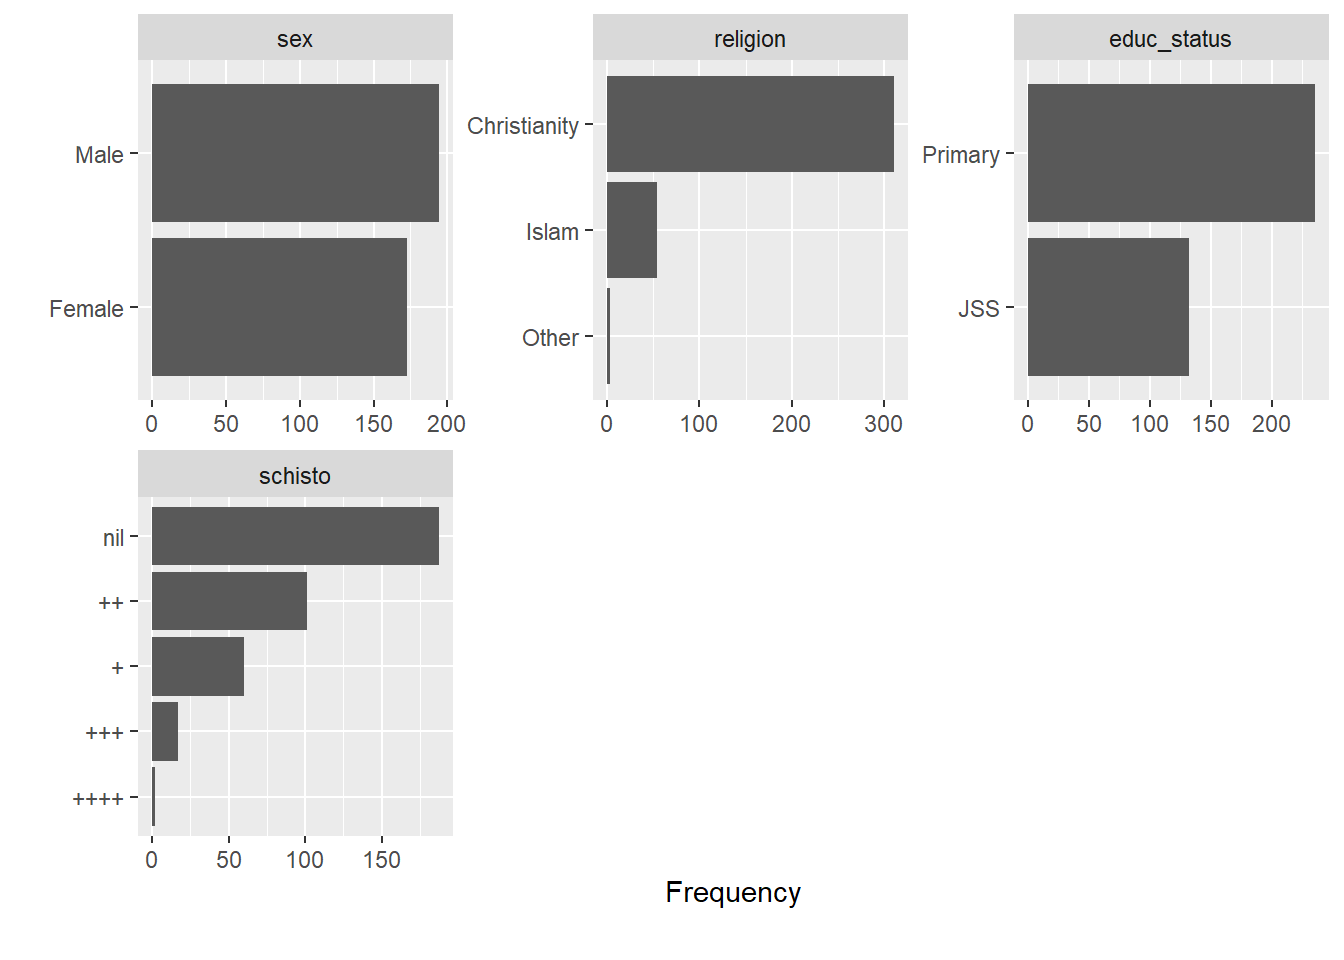 sex
Male
Female
0 50 100 150 200
religion
Christianity
Islam
Other
0 100 200 300
educ_status
Primary
JSS
0 50 100 150 200
schisto
nil
++
+
+++
++++
0 50 100 150
Frequency